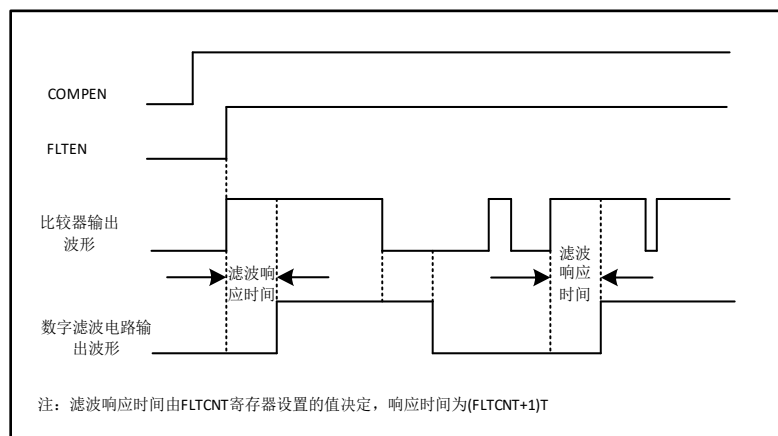 COMPEN
FLTEN
比较器输出
波形
滤波响
应时间
滤波
响应
时间
数字滤波电路输
出波形
注：滤波响应时间由FLTCNT寄存器设置的值决定，响应时间为(FLTCNT+1)T